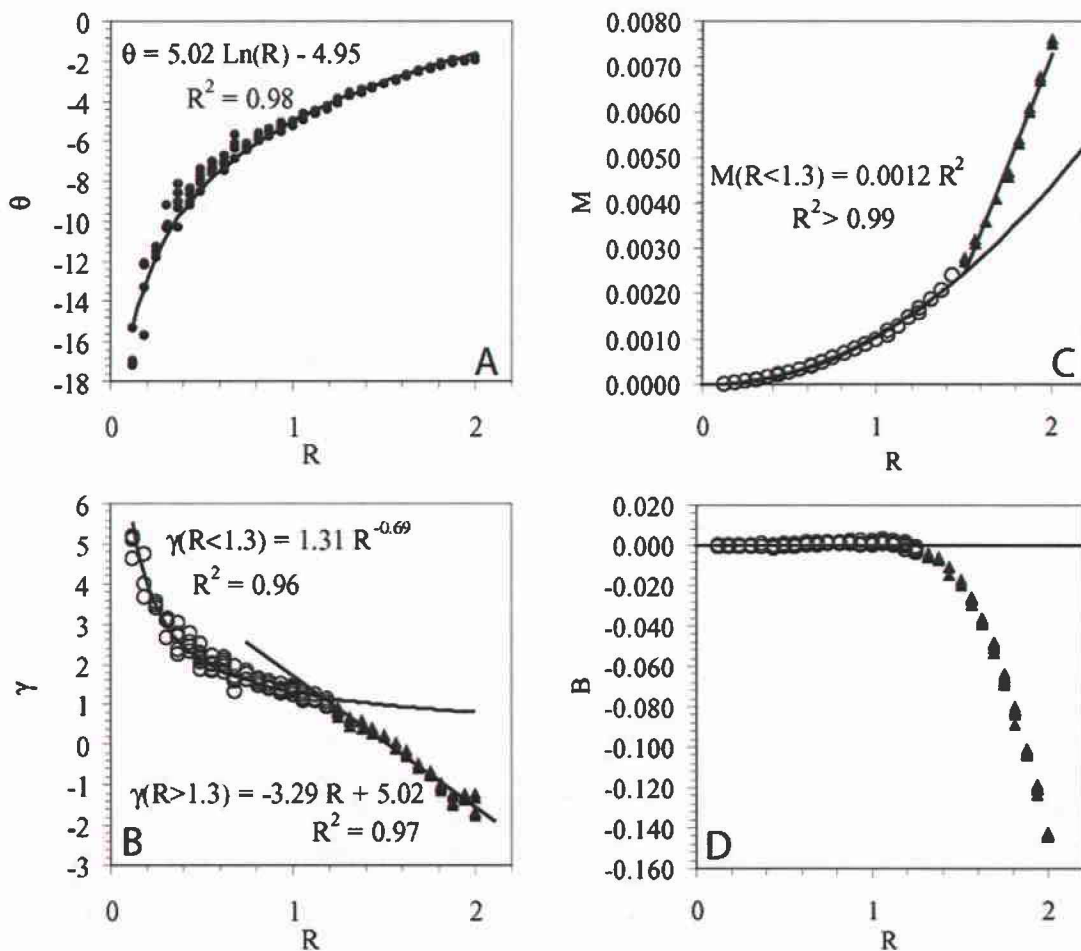 0
-2
-4
-6
-8
-10
-12
-14
-16
-18
θ
θ = 5.02 Ln(R) - 4.95
R² = 0.98
A
0
1
2
R
0.0080
0.0070
0.0060
0.0050
0.0040
0.0030
0.0020
0.0010
0.0000
M
M(R<1.3) = 0.0012 R²
R²> 0.99
C
0
1
2
R
6
5
4
3
2
1
0
-1
-2
-3
γ
γ(R<1.3) = 1.31 R^-0.69
R² = 0.96
γ(R>1.3) = -3.29 R + 5.02
R² = 0.97
B
0
1
2
R
0.020
0.000
-0.020
-0.040
-0.060
-0.080
-0.100
-0.120
-0.140
-0.160
B
D
0
1
2
R